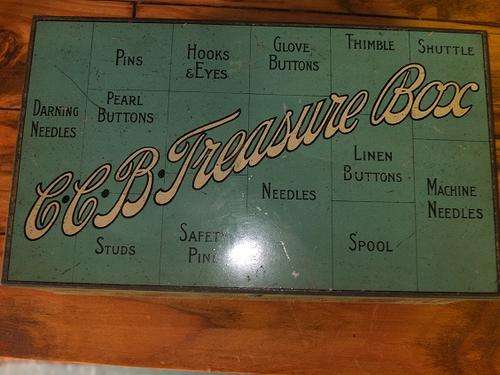 PINS
HOOKS
& EYES
GLOVE
BUTTONS
THIMBLE
SHUTTLE
DARNING
NEEDLES
PEARL
BUTTONS
C·C·B·Treasure Box
LINEN
BUTTONS
NEEDLES
MACHINE
NEEDLES
STUDS
SAFETY
PINS
SPOOL